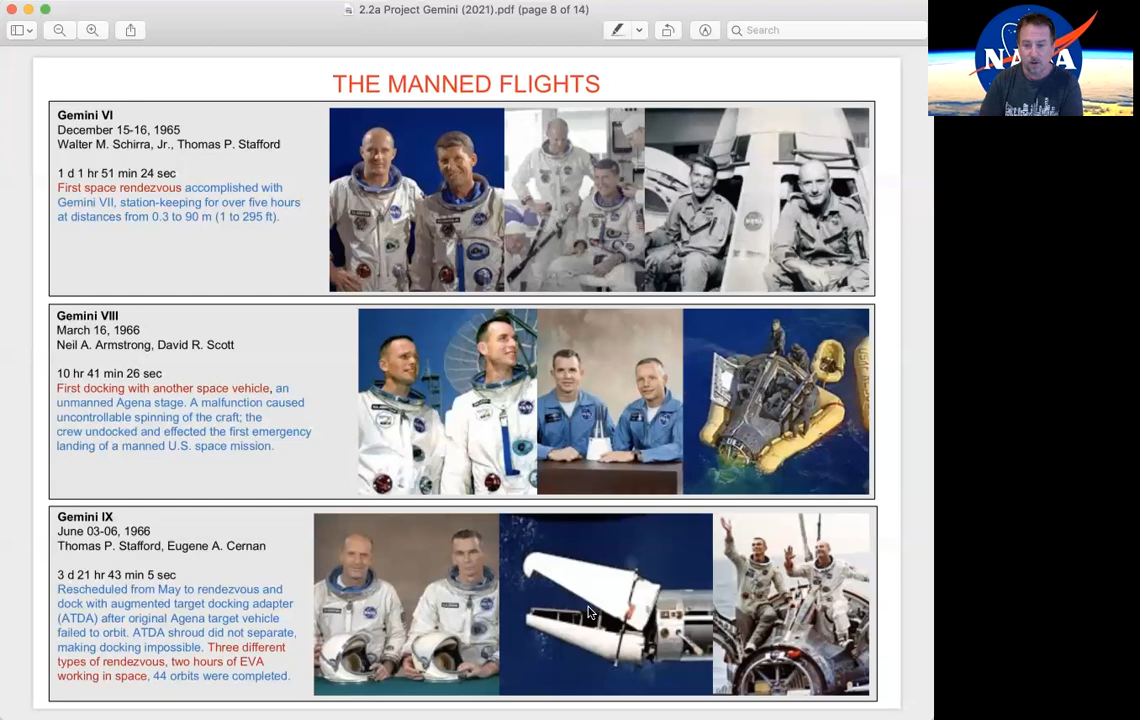 2.2a Project Gemini (2021).pdf (page 8 of 14)
Search
NASA
THE MANNED FLIGHTS
Gemini VI
December 15-16, 1965
Walter M. Schirra, Jr., Thomas P. Stafford
1 d 1 hr 51 min 24 sec
First space rendezvous accomplished with
Gemini VII, station-keeping for over five hours
at distances from 0.3 to 90 m (1 to 295 ft).
Gemini VIII
March 16, 1966
Neil A. Armstrong, David R. Scott
10 hr 41 min 26 sec
First docking with another space vehicle, an
unmanned Agena stage. A malfunction caused
uncontrollable spinning of the craft; the
crew undocked and effected the first emergency
landing of a manned U.S. space mission.
Gemini IX
June 03-06, 1966
Thomas P. Stafford, Eugene A. Cernan
3 d 21 hr 43 min 5 sec
Rescheduled from May to rendezvous and
dock with augmented target docking adapter
(ATDA) after original Agena target vehicle
failed to orbit. ATDA shroud did not separate,
making docking impossible. Three different
types of rendezvous, two hours of EVA
working in space, 44 orbits were completed.